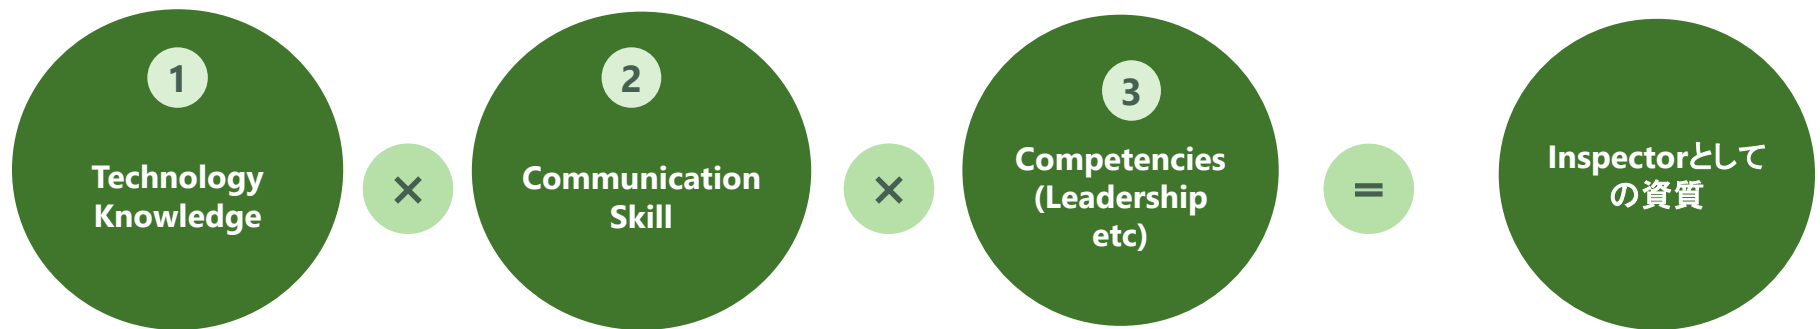 1
Technology
Knowledge
×
2
Communication
Skill
×
3
Competencies
(Leadership
etc)
=
Inspectorとして
の資質